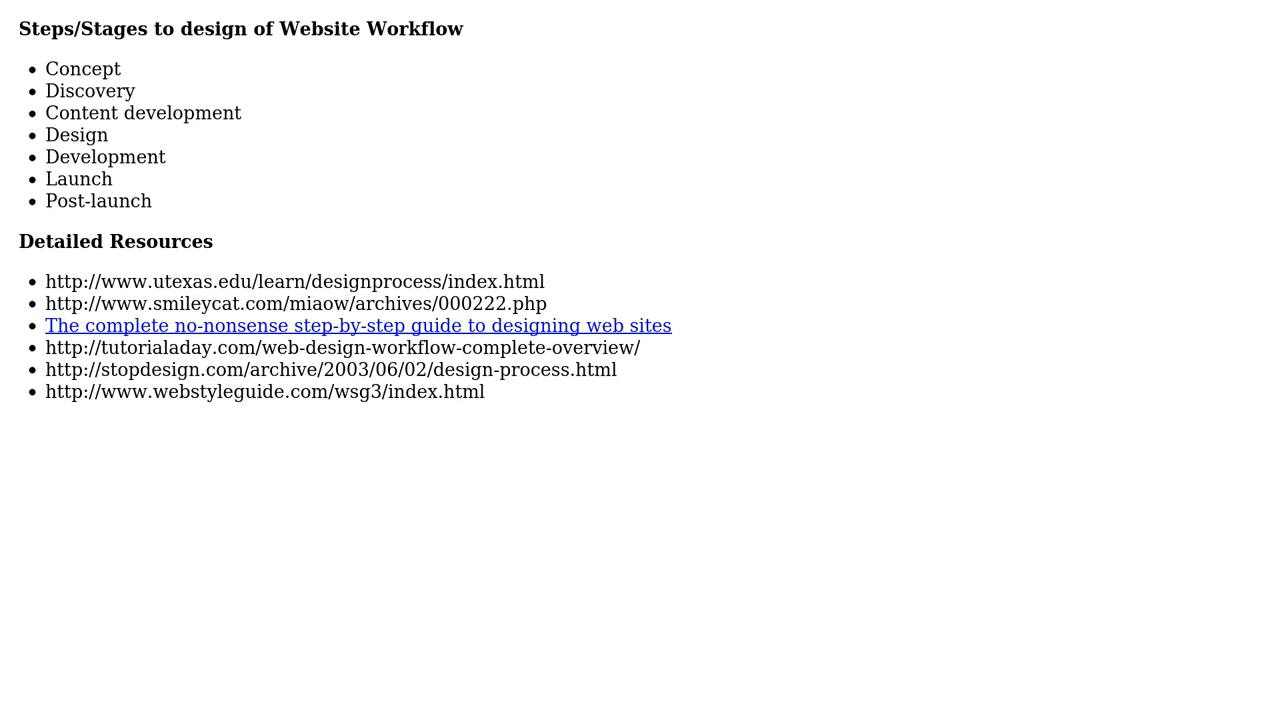 Steps/Stages to design of Website Workflow
Concept
Discovery
Content development
Design
Development
Launch
Post-launch
Detailed Resources
http://www.utexas.edu/learn/designprocess/index.html
http://www.smileycat.com/miaow/archives/000222.php
The complete no-nonsense step-by-step guide to designing web sites
http://tutorialaday.com/web-design-workflow-complete-overview/
http://stopdesign.com/archive/2003/06/02/design-process.html
http://www.webstyleguide.com/wsg3/index.html